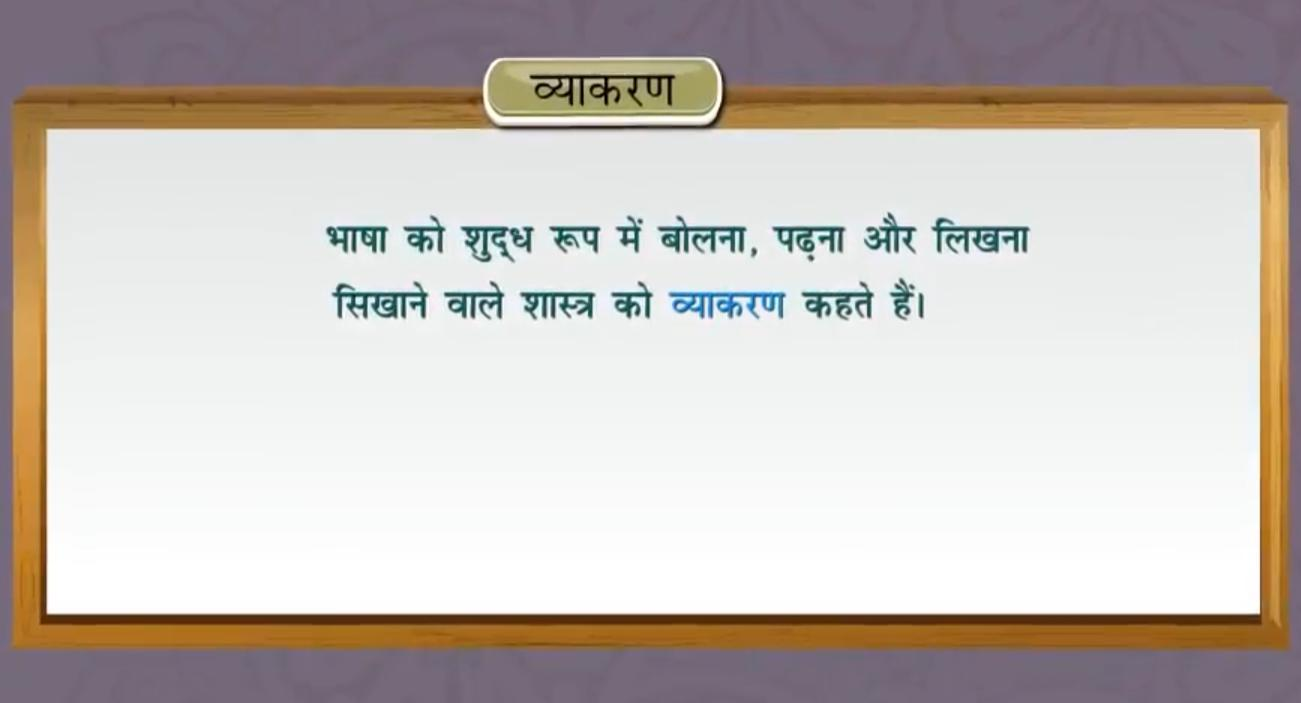 व्याकरण
भाषा को शुद्ध रूप में बोलना, पढ़ना और लिखना
सिखाने वाले शास्त्र को व्याकरण कहते हैं।